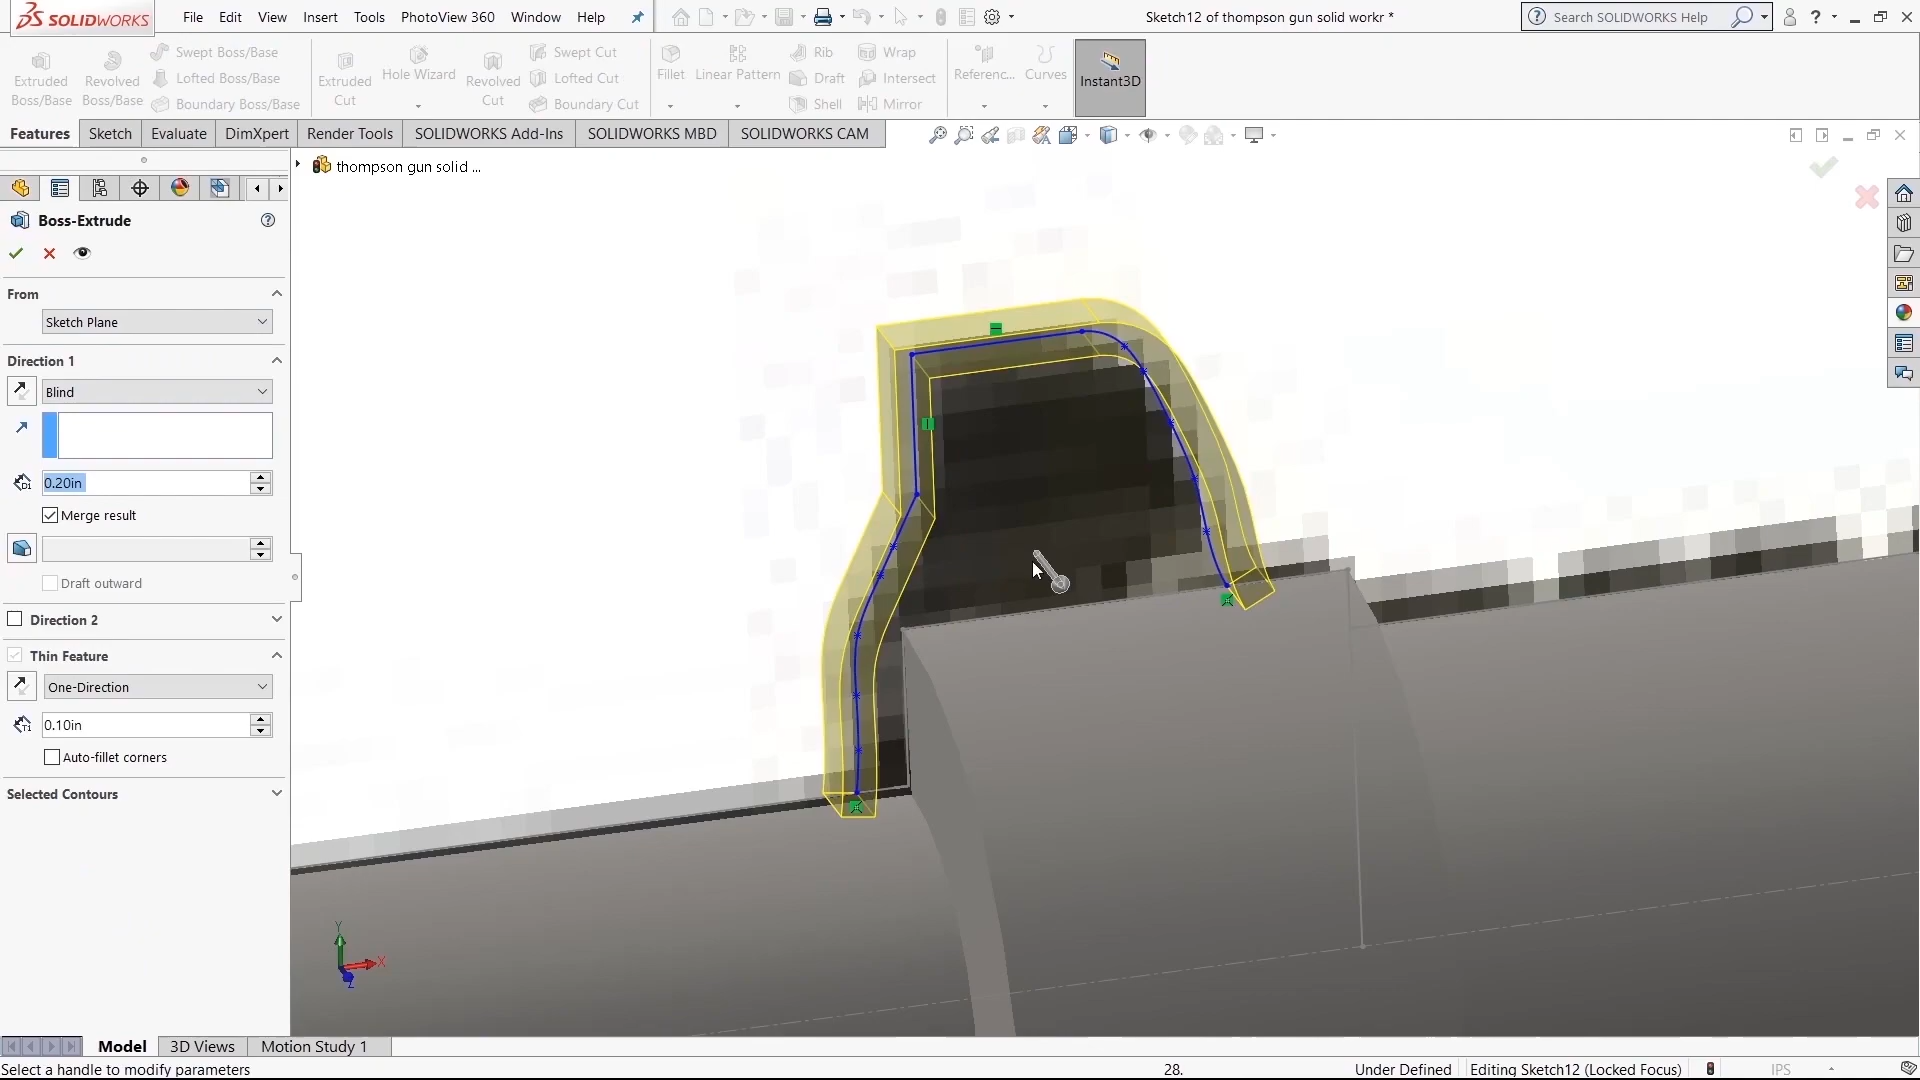 SOLIDWORKS
File Edit View Insert Tools PhotoView 360 Window Help
Sketch12 of thompson gun solid workr *
Search SOLIDWORKS Help
Extruded Boss/Base
Revolved Boss/Base
Swept Boss/Base
Lofted Boss/Base
Boundary Boss/Base
Extruded Cut
Hole Wizard
Revolved Cut
Swept Cut
Lofted Cut
Boundary Cut
Fillet
Linear Pattern
Rib
Draft
Shell
Wrap
Intersect
Mirror
Referenc...
Curves
Instant3D
Features Sketch Evaluate DimXpert Render Tools SOLIDWORKS Add-Ins SOLIDWORKS MBD SOLIDWORKS CAM
thompson gun solid ...
Boss-Extrude
From
Sketch Plane
Direction 1
Blind
D1
0.20in
Merge result
Draft outward
Direction 2
Thin Feature
One-Direction
T1
0.10in
Auto-fillet corners
Selected Contours
Y
X
Z
Model 3D Views Motion Study 1
Select a handle to modify parameters
28.
Under Defined
Editing Sketch12 (Locked Focus)
IPS